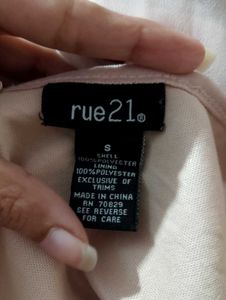 rue21®
S
SHELL
100%POLYESTER
LINING
100%POLYESTER
EXCLUSIVE OF
TRIMS
MADE IN CHINA
RN 70829
SEE REVERSE
FOR CARE